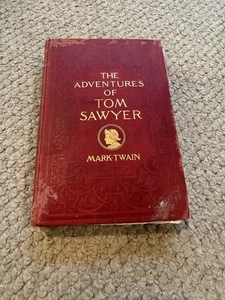 THE
ADVENTURES
OF
TOM
SAWYER
MARK·TWAIN